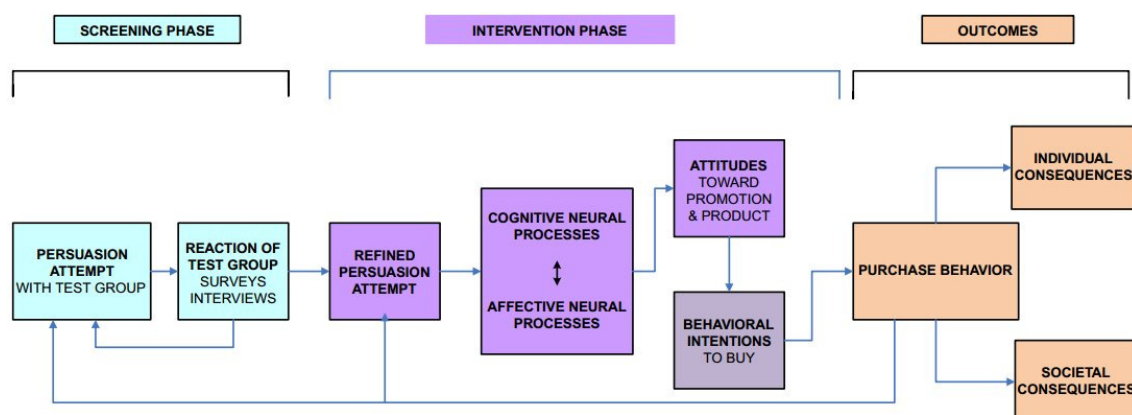 SCREENING PHASE
INTERVENTION PHASE
OUTCOMES
PERSUASION
ATTEMPT
WITH TEST GROUP
REACTION OF
TEST GROUP
SURVEYS
INTERVIEWS
REFINED
PERSUASION
ATTEMPT
COGNITIVE NEURAL
PROCESSES
AFFECTIVE NEURAL
PROCESSES
ATTITUDES
TOWARD
PROMOTION
& PRODUCT
BEHAVIORAL
INTENTIONS
TO BUY
PURCHASE BEHAVIOR
INDIVIDUAL
CONSEQUENCES
SOCIETAL
CONSEQUENCES